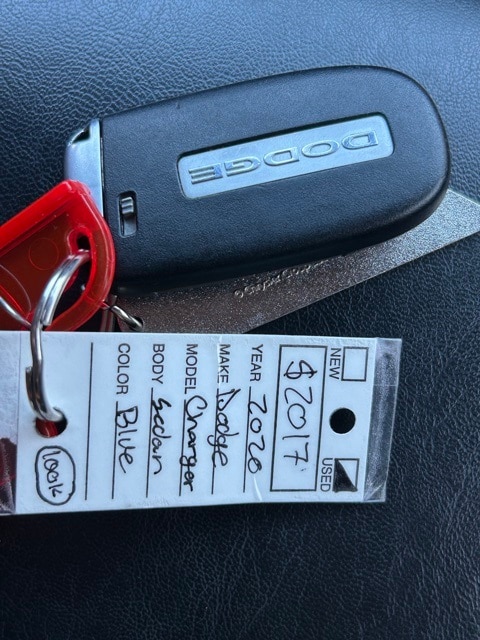 DODGE
NEW
USED
$2017
YEAR 2020
MAKE Dodge
MODEL Charger
BODY Sedan
COLOR Blue
100K